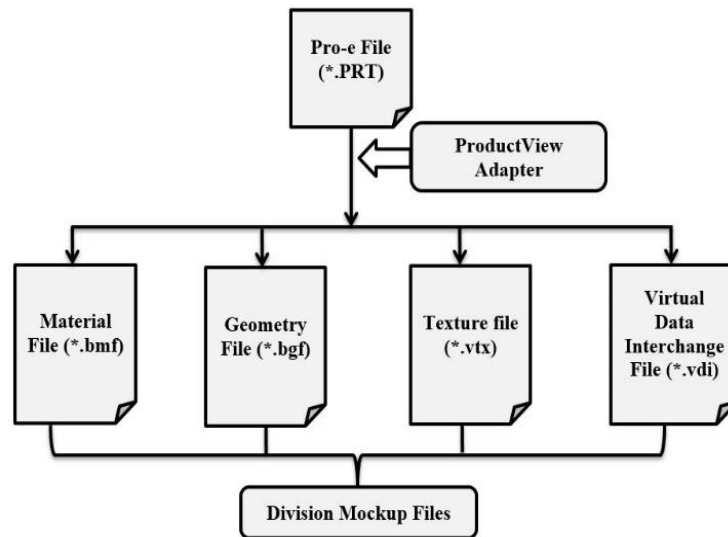 Pro-e File
(*.PRT)
ProductView
Adapter
Material
File (*.bmf)
Geometry
File (*.bgf)
Texture file
(*.vtx)
Virtual
Data
Interchange
File (*.vdi)
Division Mockup Files